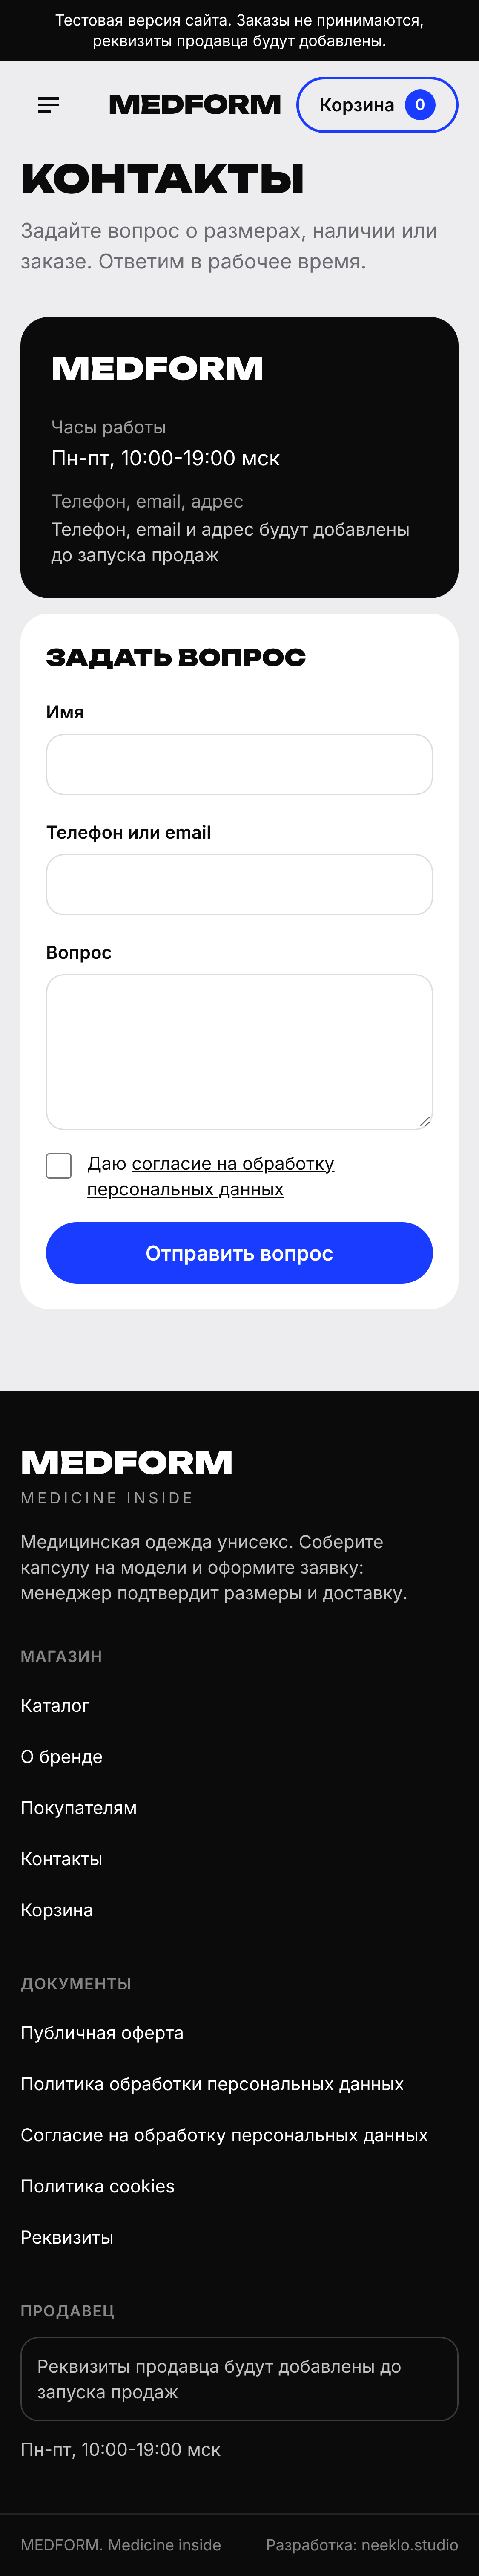 Тестовая версия сайта. Заказы не принимаются,
реквизиты продавца будут добавлены.
MEDFORM
Корзина 0
КОНТАКТЫ
Задайте вопрос о размерах, наличии или
заказе. Ответим в рабочее время.
MEDFORM
Часы работы
Пн-пт, 10:00-19:00 мск
Телефон, email, адрес
Телефон, email и адрес будут добавлены
до запуска продаж
ЗАДАТЬ ВОПРОС
Имя
Телефон или email
Вопрос
Даю согласие на обработку
персональных данных
Отправить вопрос
MEDFORM
MEDICINE INSIDE
Медицинская одежда унисекс. Соберите
капсулу на модели и оформите заявку:
менеджер подтвердит размеры и доставку.
МАГАЗИН
Каталог
О бренде
Покупателям
Контакты
Корзина
ДОКУМЕНТЫ
Публичная оферта
Политика обработки персональных данных
Согласие на обработку персональных данных
Политика cookies
Реквизиты
ПРОДАВЕЦ
Реквизиты продавца будут добавлены до
запуска продаж
Пн-пт, 10:00-19:00 мск
MEDFORM. Medicine inside
Разработка: neeklo.studio